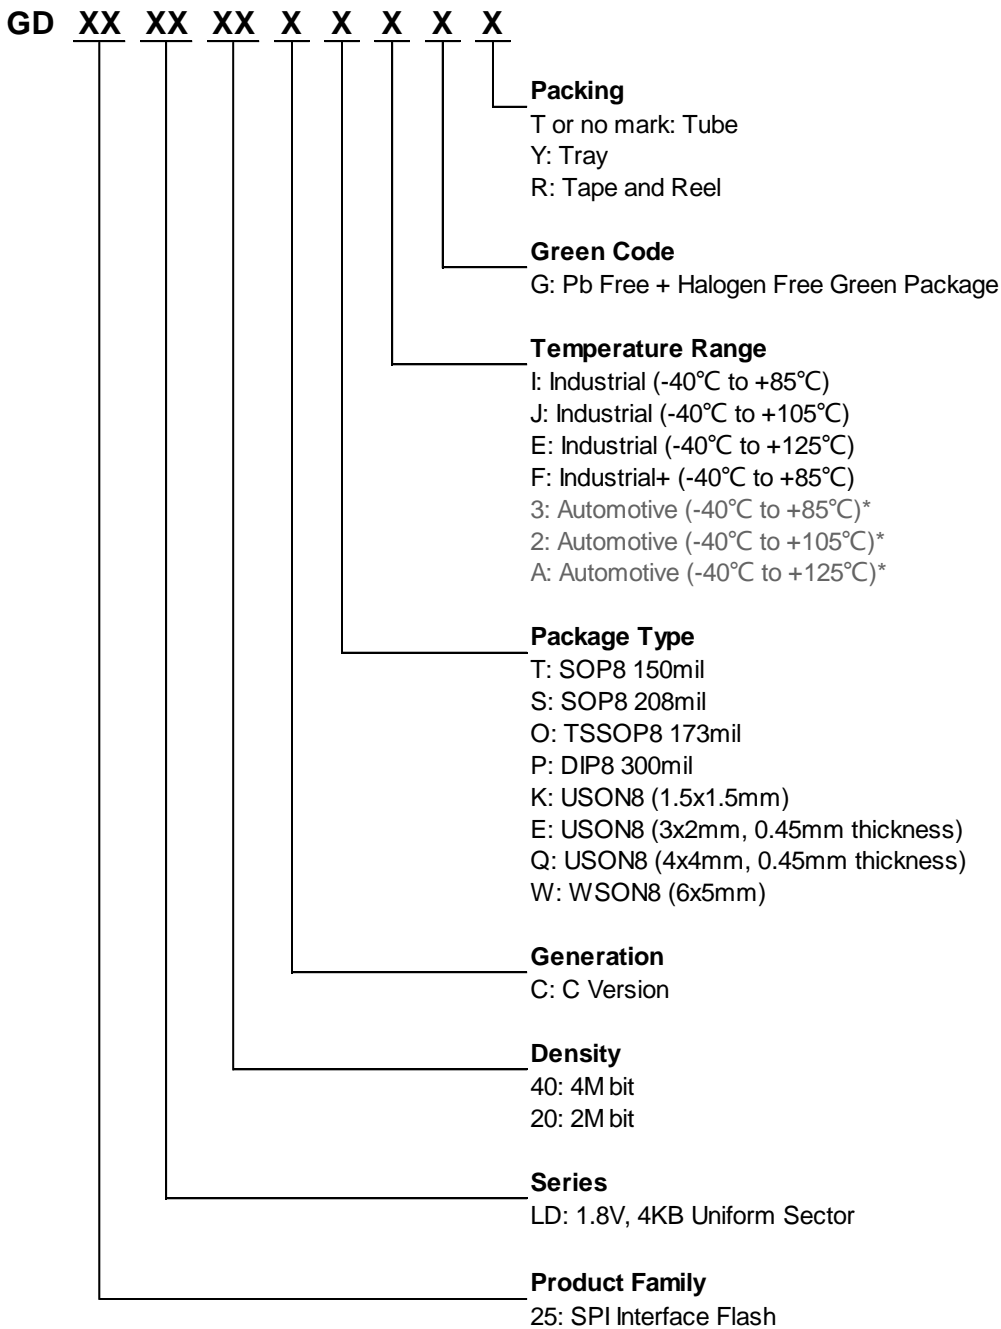 GD XX XX XX X X X X X
Packing
T or no mark: Tube
Y: Tray
R: Tape and Reel
Green Code
G: Pb Free + Halogen Free Green Package
Temperature Range
I: Industrial (-40℃ to +85℃)
J: Industrial (-40℃ to +105℃)
E: Industrial (-40℃ to +125℃)
F: Industrial+ (-40℃ to +85℃)
3: Automotive (-40℃ to +85℃)*
2: Automotive (-40℃ to +105℃)*
A: Automotive (-40℃ to +125℃)*
Package Type
T: SOP8 150mil
S: SOP8 208mil
O: TSSOP8 173mil
P: DIP8 300mil
K: USON8 (1.5x1.5mm)
E: USON8 (3x2mm, 0.45mm thickness)
Q: USON8 (4x4mm, 0.45mm thickness)
W: WSON8 (6x5mm)
Generation
C: C Version
Density
40: 4M bit
20: 2M bit
Series
LD: 1.8V, 4KB Uniform Sector
Product Family
25: SPI Interface Flash